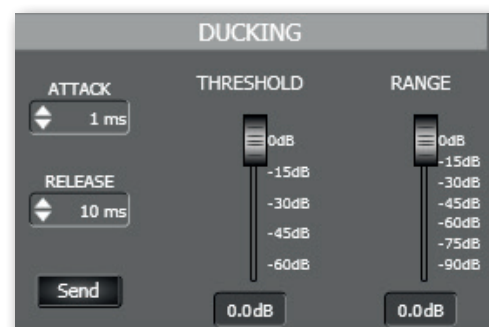 DUCKING
ATTACK
1 ms
RELEASE
10 ms
Send
THRESHOLD
0dB
-15dB
-30dB
-45dB
-60dB
0.0dB
RANGE
0dB
-15dB
-30dB
-45dB
-60dB
-75dB
-90dB
0.0dB